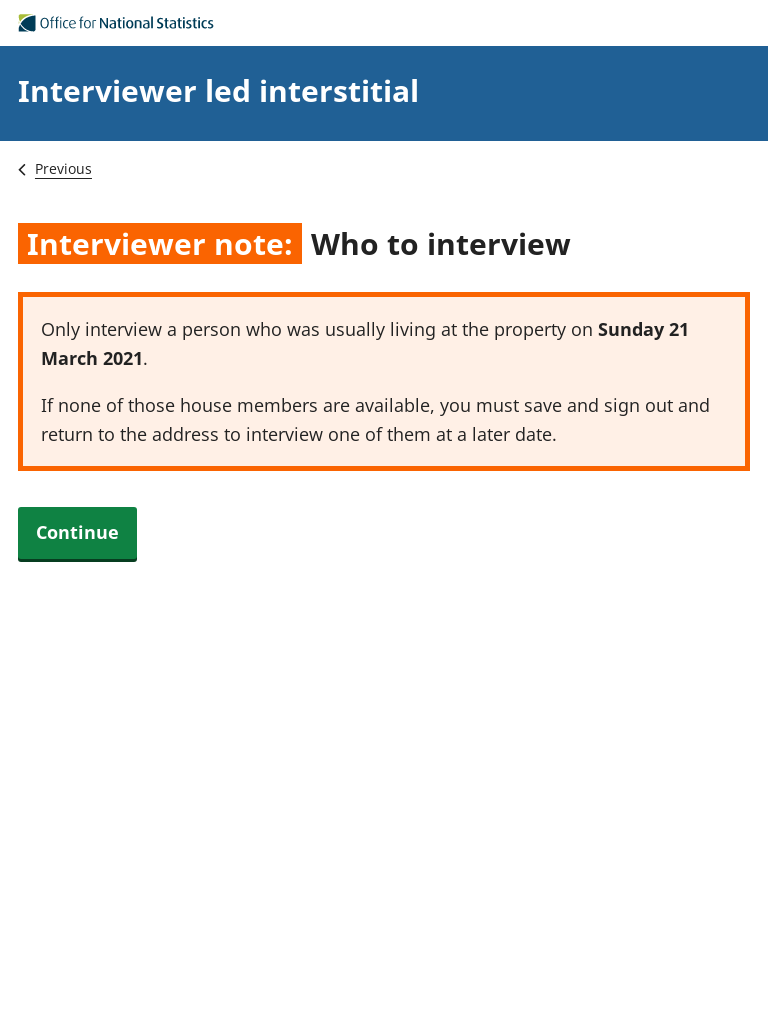 Office for National Statistics
Interviewer led interstitial
Previous
Interviewer note: Who to interview
Only interview a person who was usually living at the property on Sunday 21
March 2021.
If none of those house members are available, you must save and sign out and
return to the address to interview one of them at a later date.
Continue